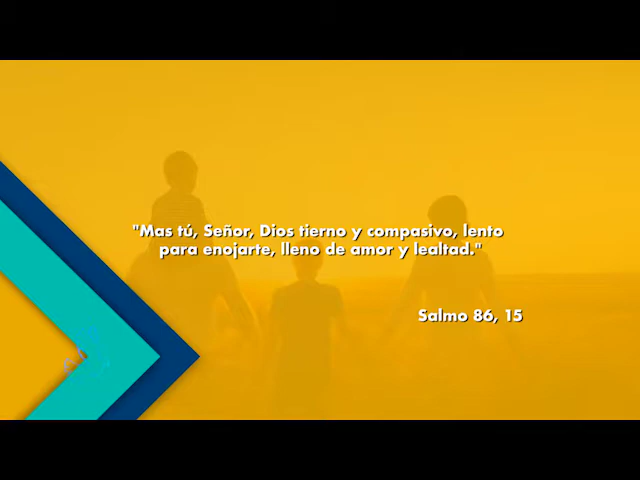 "Mas tú, Señor, Dios tierno y compasivo, lento
para enojarte, lleno de amor y lealtad."
Salmo 86, 15